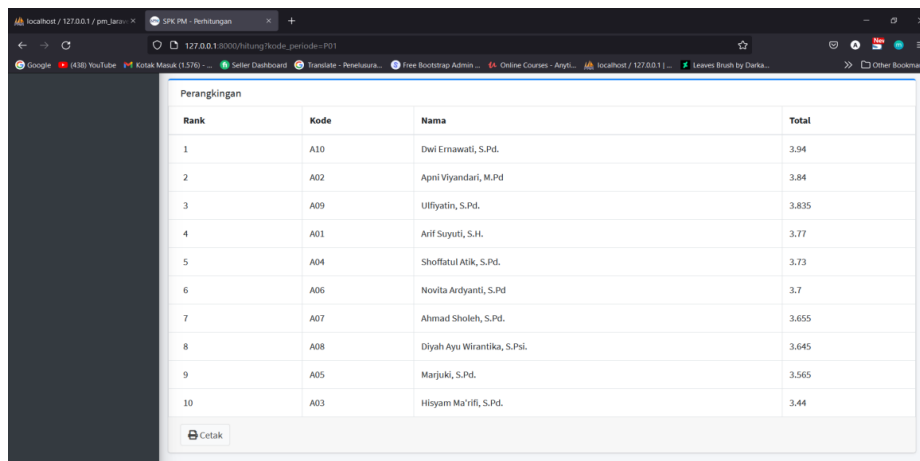 localhost / 127.0.0.1 / pm_larav
SPK PM - Perhitungan
127.0.0.1:8000/hitung?kode_periode=P01
New
Google (438) YouTube Kotak Masuk (1.576) - ... Seller Dashboard Translate - Penelusura... Free Bootstrap Admin ... Online Courses - Anyti... localhost / 127.0.0.1 | ... Leaves Brush by Darka... Other Bookma
Perangkingan
Rank Kode Nama Total
1 A10 Dwi Ernawati, S.Pd. 3.94
2 A02 Apni Viyandari, M.Pd 3.84
3 A09 Ulfiyatin, S.Pd. 3.835
4 A01 Arif Suyuti, S.H. 3.77
5 A04 Shoffatul Atik, S.Pd. 3.73
6 A06 Novita Ardyanti, S.Pd 3.7
7 A07 Ahmad Sholeh, S.Pd. 3.655
8 A08 Diyah Ayu Wirantika, S.Psi. 3.645
9 A05 Marjuki, S.Pd. 3.565
10 A03 Hisyam Ma'rifi, S.Pd. 3.44
Cetak